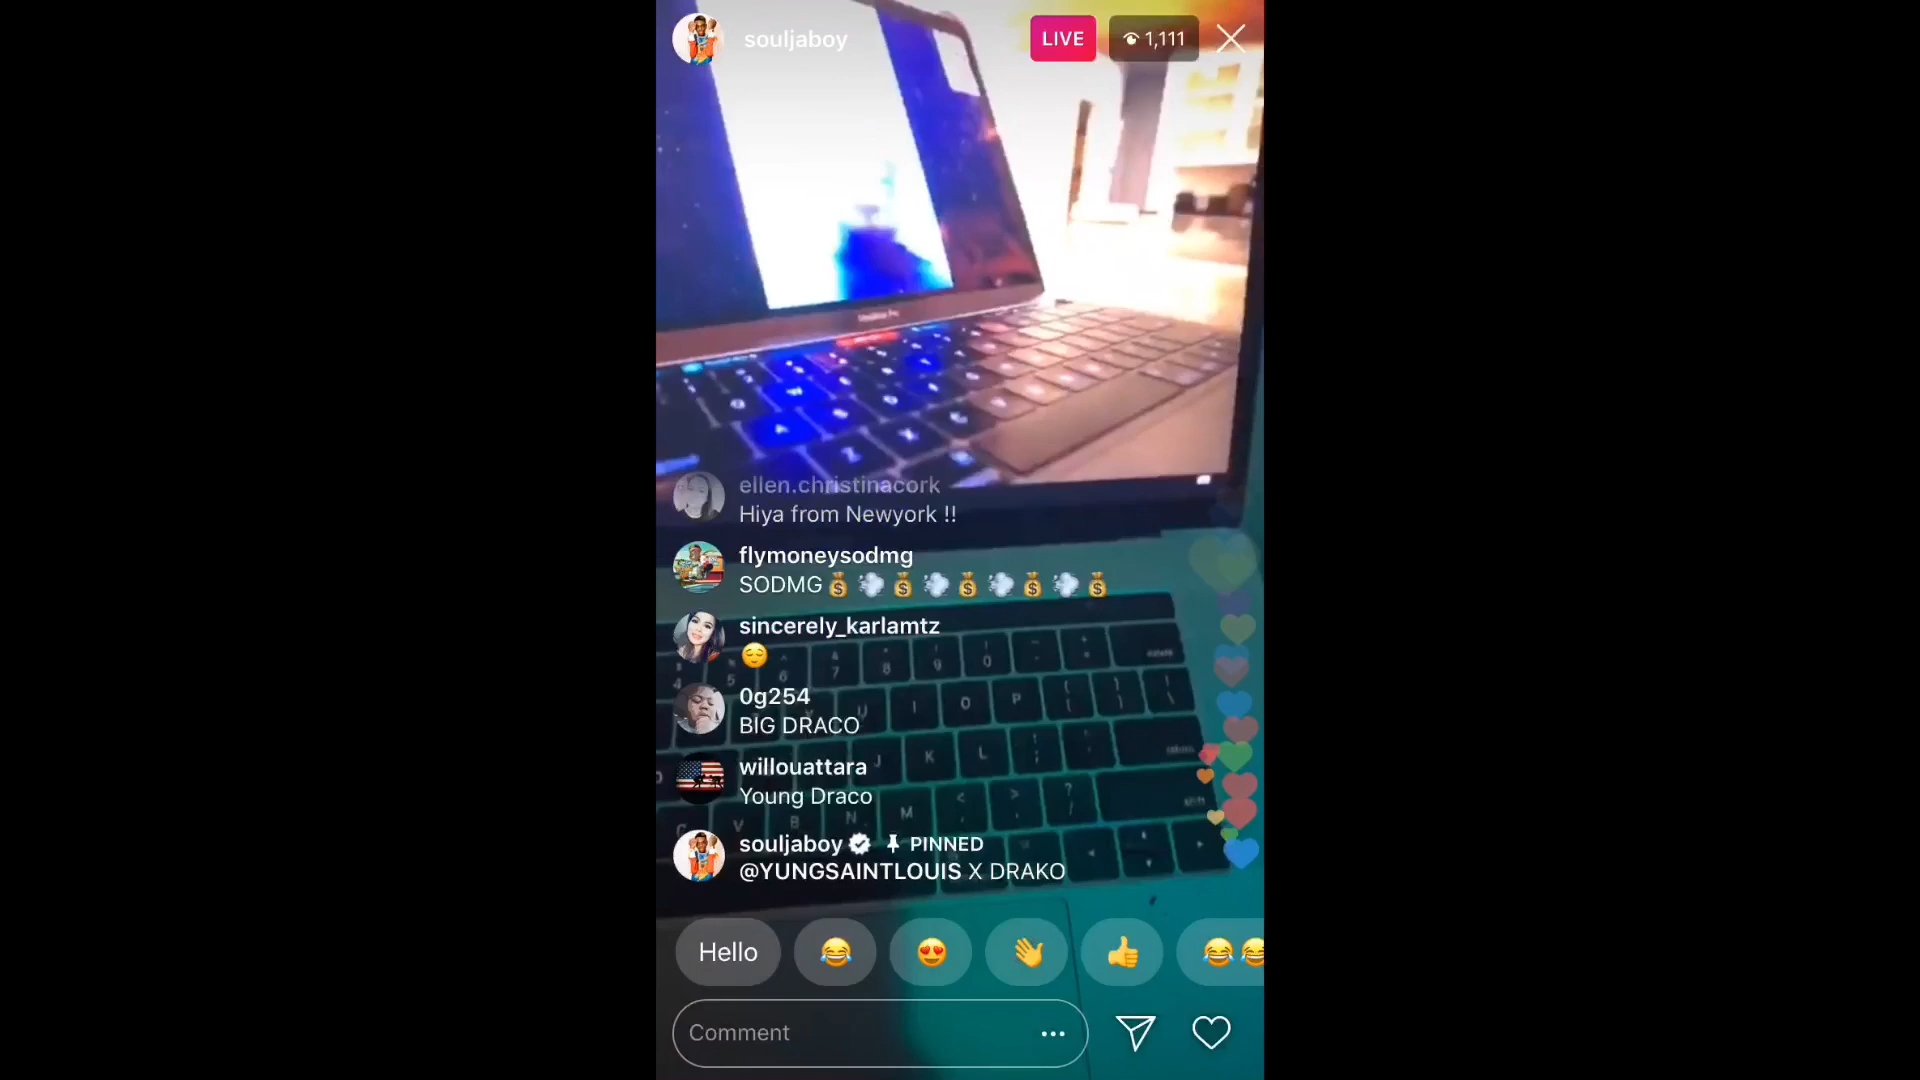 souljaboy
LIVE
1,111
ellen.christinacork
Hiya from Newyork !!
flymoneysodmg
SODMG💰💨💰💨💰💨💰💨💰
sincerely_karlamtz
😌
0g254
BIG DRACO
willouattara
Young Draco
souljaboy PINNED
@YUNGSAINTLOUIS X DRAKO
Hello 😂 😍 👋 👍 😂😂
Comment